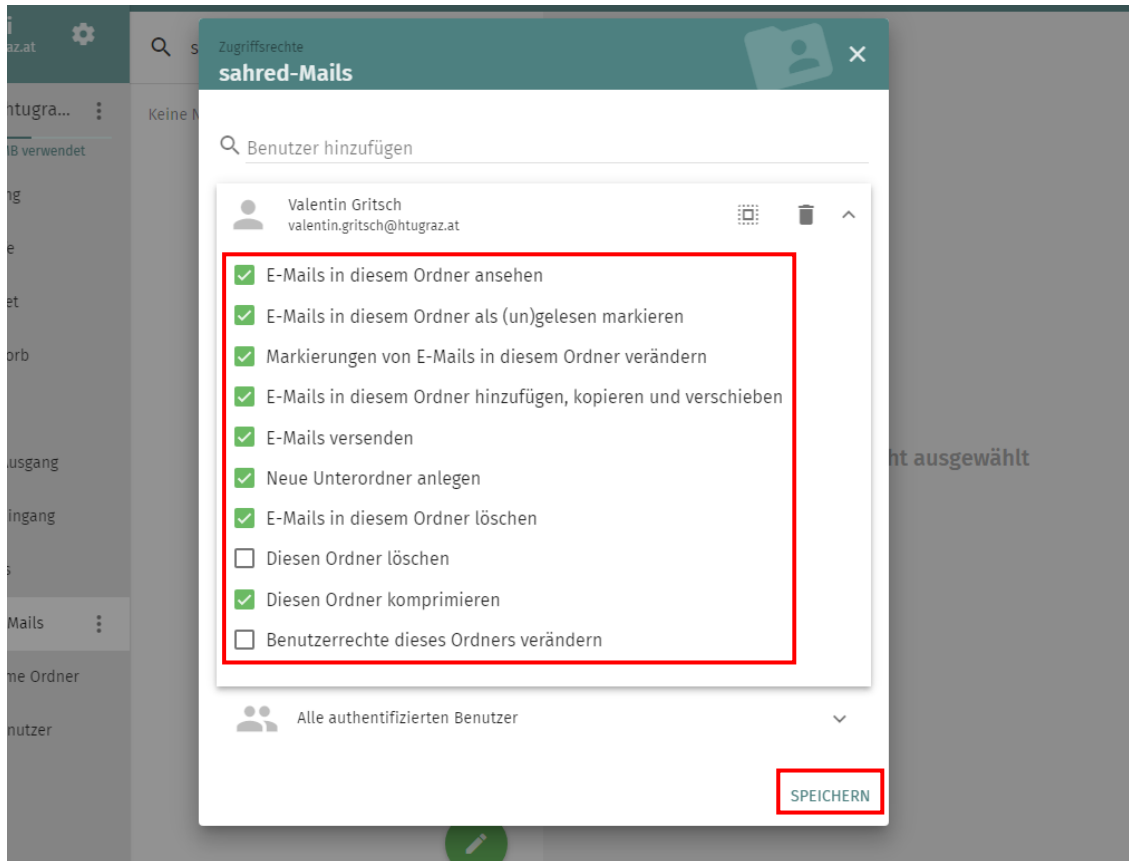 az.at
Zugriffsrechte
sahred-Mails
Benutzer hinzufügen
Valentin Gritsch
valentin.gritsch@htugraz.at
E-Mails in diesem Ordner ansehen
E-Mails in diesem Ordner als (un)gelesen markieren
Markierungen von E-Mails in diesem Ordner verändern
E-Mails in diesem Ordner hinzufügen, kopieren und verschieben
E-Mails versenden
Neue Unterordner anlegen
E-Mails in diesem Ordner löschen
Diesen Ordner löschen
Diesen Ordner komprimieren
Benutzerrechte dieses Ordners verändern
Alle authentifizierten Benutzer
SPEICHERN
htugra...
Keine
verwendet
usgang
ingang
Mails
me Ordner
nutzer
ht ausgewählt